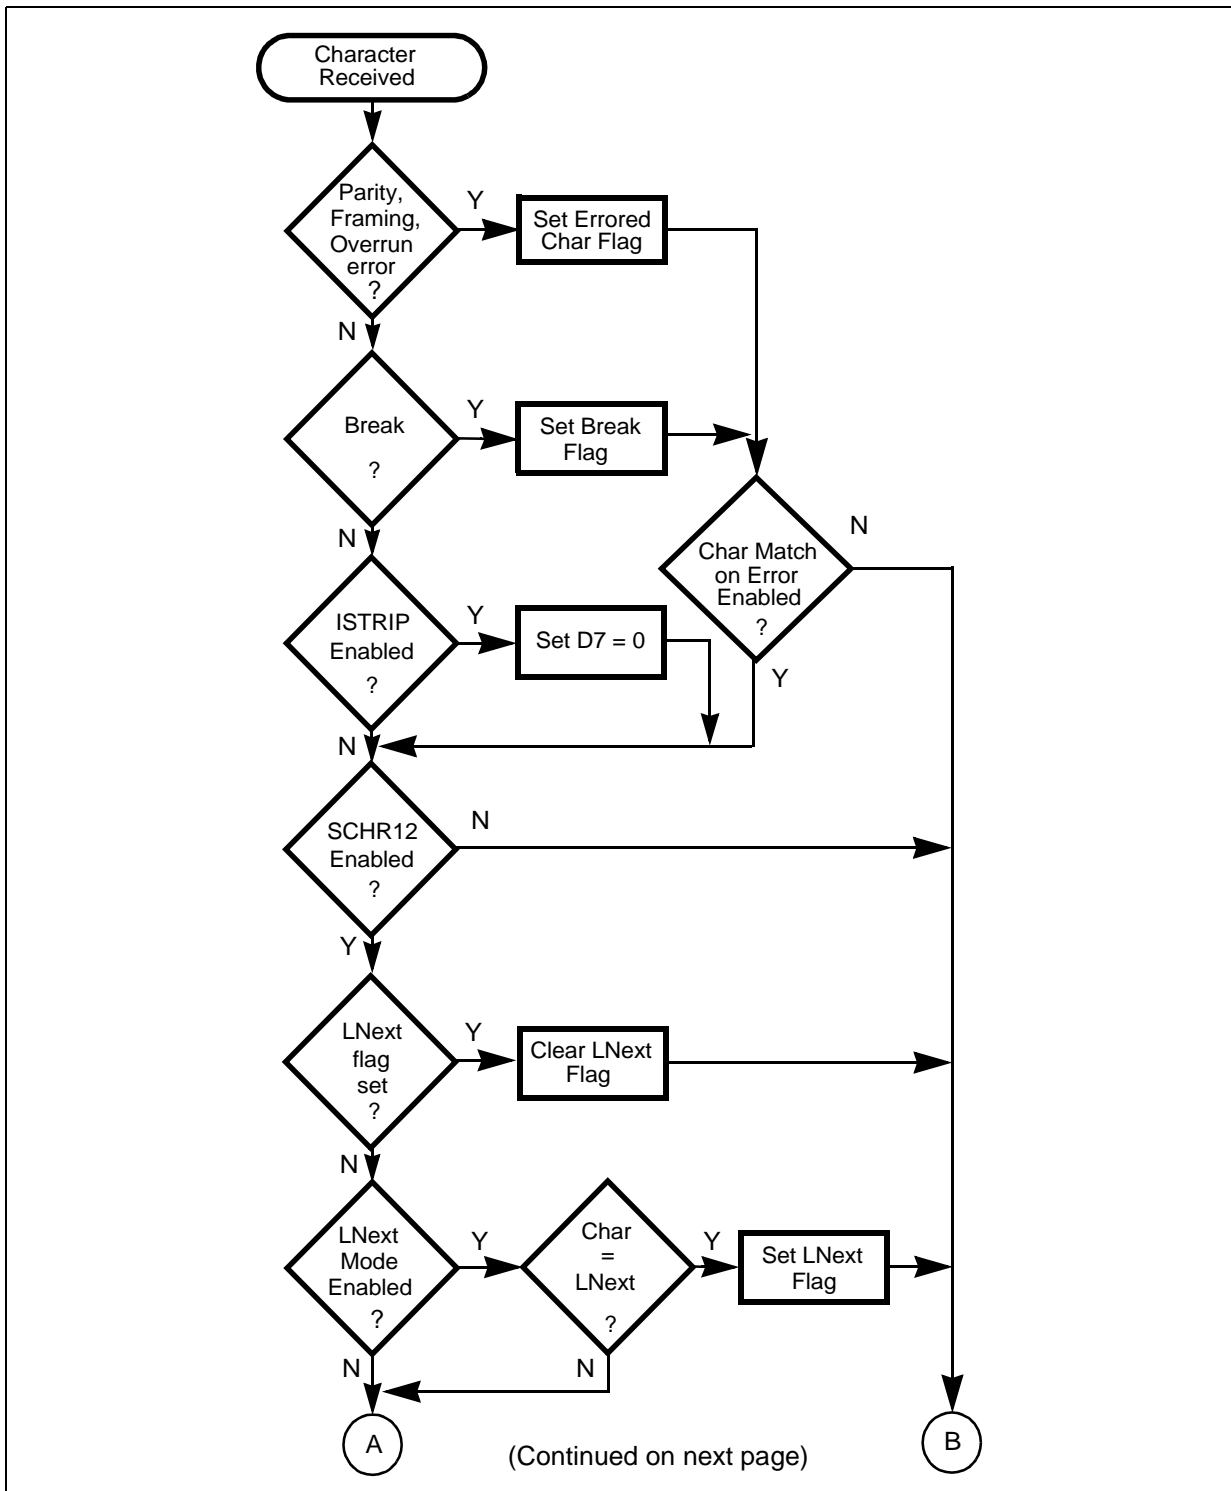 Character
Received
Parity,
Framing,
Overrun
error
?
Y
Set Errored
Char Flag
N
Break
?
Y
Set Break
Flag
N
Char Match
on Error
Enabled
?
N
Y
ISTRIP
Enabled
?
Y
Set D7 = 0
N
SCHR12
Enabled
?
N
Y
LNext
flag
set
?
Y
Clear LNext
Flag
N
LNext
Mode
Enabled
?
Y
Char
=
LNext
?
Y
Set LNext
Flag
N
N
A
(Continued on next page)
B